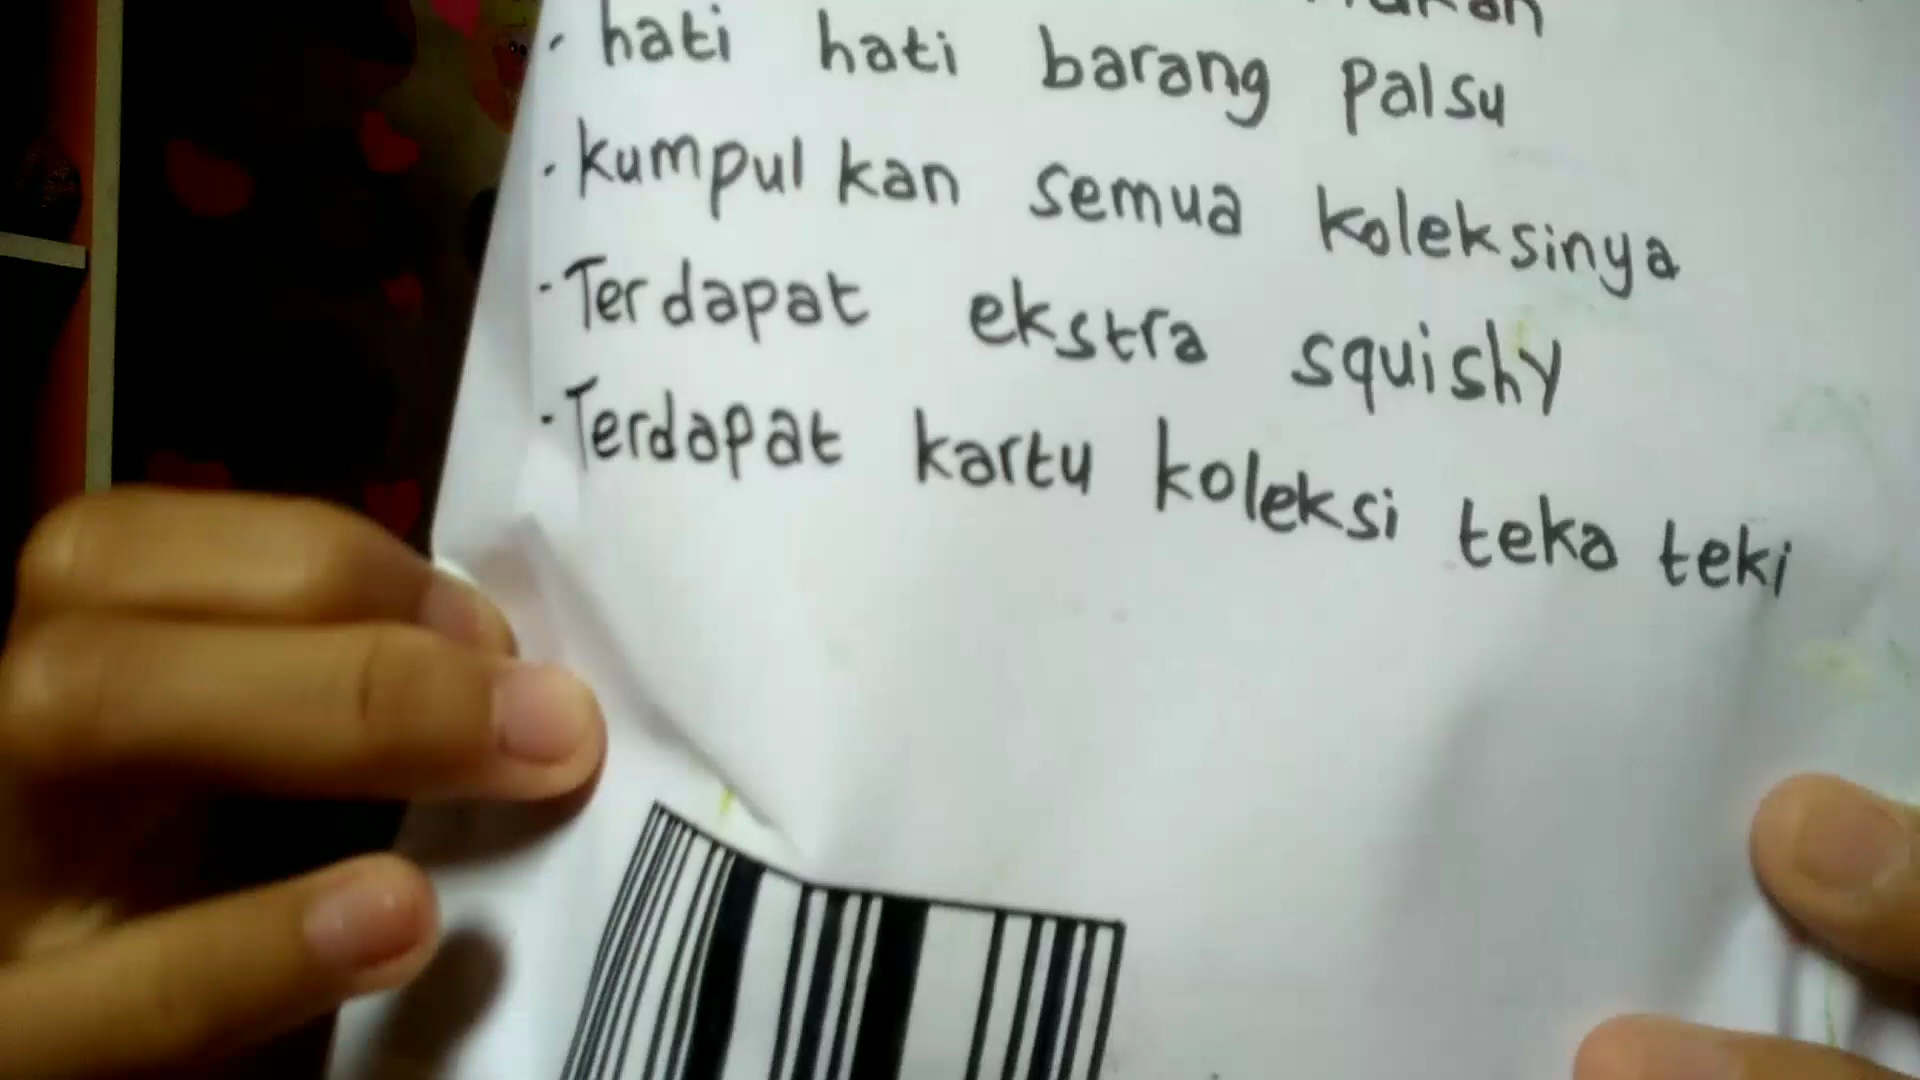 · hati hati barang palsu
· kumpulkan semua koleksinya
· Terdapat ekstra squishy
· Terdapat kartu koleksi teka teki